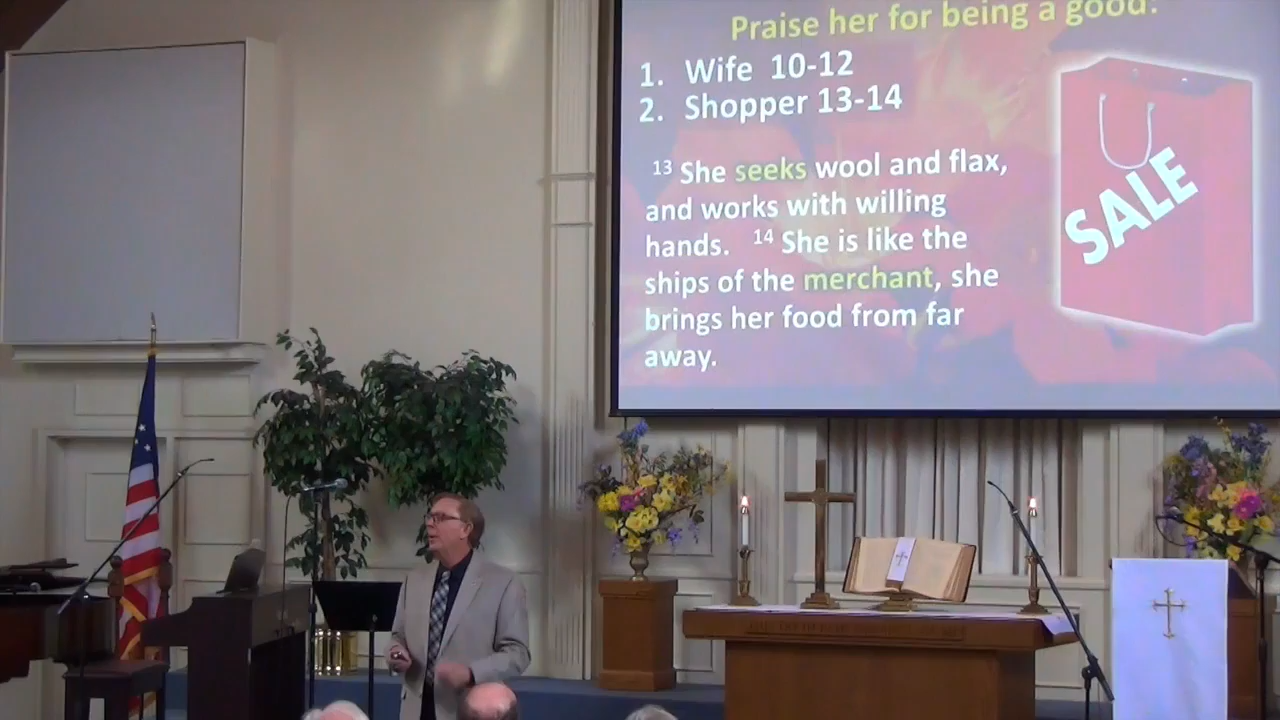 Praise her for being a good:
1. Wife 10-12
2. Shopper 13-14
13 She seeks wool and flax,
and works with willing
hands. 14 She is like the
ships of the merchant, she
brings her food from far
away.
SALE